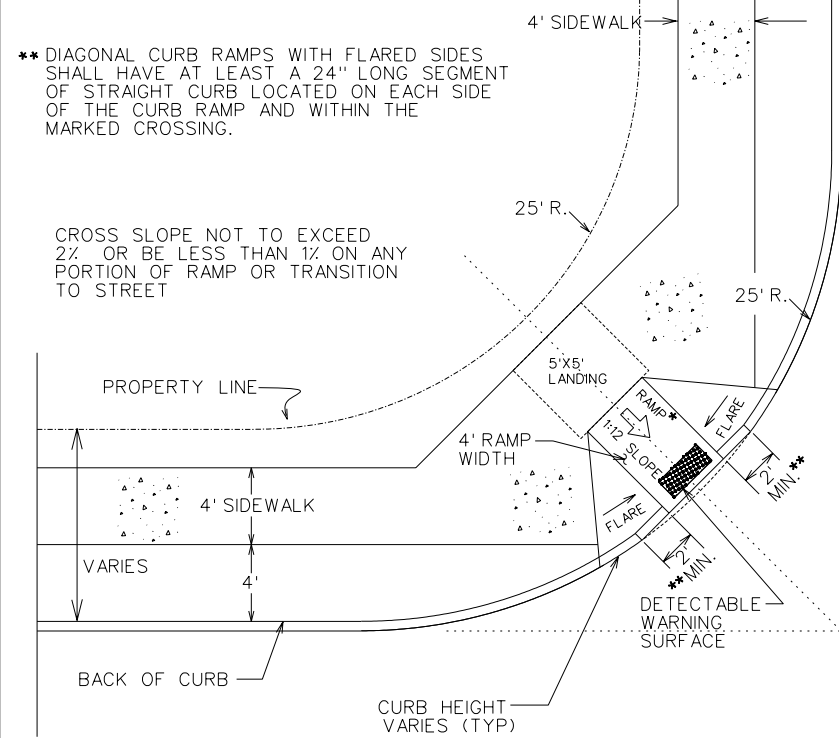 4' SIDEWALK
** DIAGONAL CURB RAMPS WITH FLARED SIDES
SHALL HAVE AT LEAST A 24" LONG SEGMENT
OF STRAIGHT CURB LOCATED ON EACH SIDE
OF THE CURB RAMP AND WITHIN THE
MARKED CROSSING.
25' R.
CROSS SLOPE NOT TO EXCEED
2% OR BE LESS THAN 1% ON ANY
PORTION OF RAMP OR TRANSITION
TO STREET
25' R.
5'X5'
LANDING
PROPERTY LINE
RAMP*
1:12 SLOPE
FLARE
4' RAMP
WIDTH
2'
MIN.**
4' SIDEWALK
FLARE
2'
**MIN.
VARIES
4'
DETECTABLE
WARNING
SURFACE
BACK OF CURB
CURB HEIGHT
VARIES (TYP)